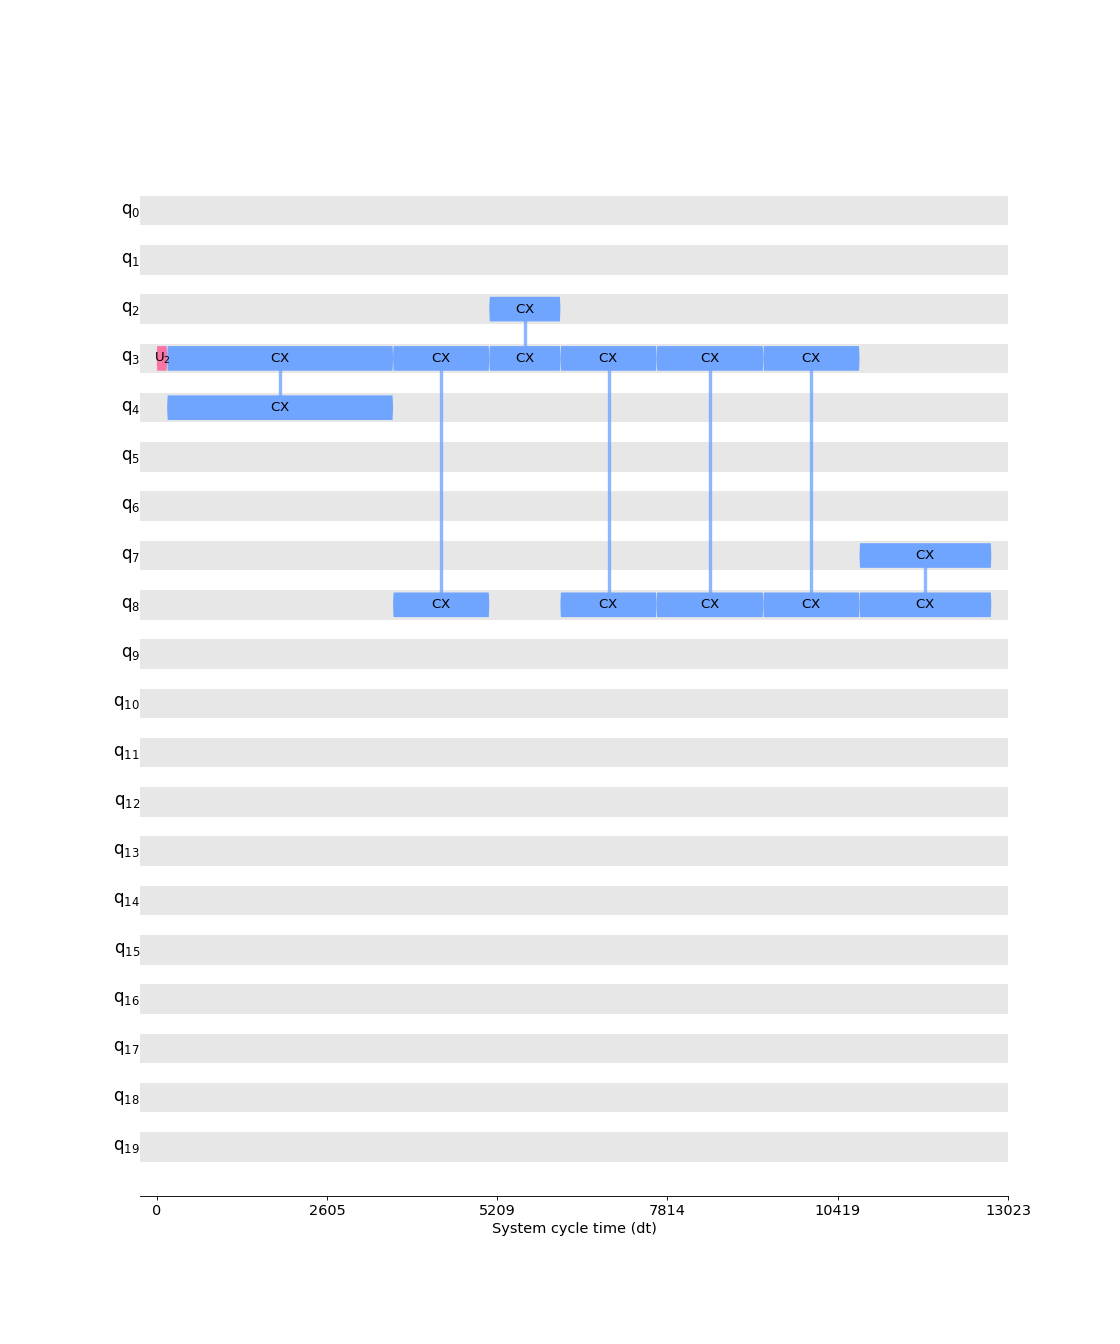 q0
q1
q2 CX
q3 U2 CX CX CX CX CX CX
q4 CX
q5
q6
q7 CX
q8 CX CX CX CX CX
q9
q10
q11
q12
q13
q14
q15
q16
q17
q18
q19
0 2605 5209 7814 10419 13023
System cycle time (dt)